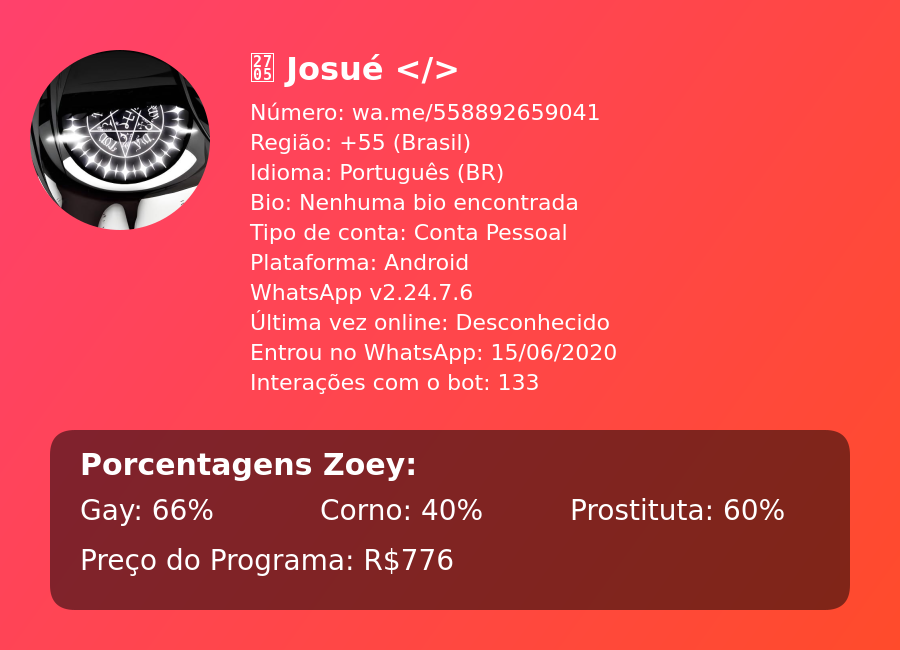 Josué </>
Número: wa.me/558892659041
Região: +55 (Brasil)
Idioma: Português (BR)
Bio: Nenhuma bio encontrada
Tipo de conta: Conta Pessoal
Plataforma: Android
WhatsApp v2.24.7.6
Última vez online: Desconhecido
Entrou no WhatsApp: 15/06/2020
Interações com o bot: 133
Porcentagens Zoey:
Gay: 66% Corno: 40% Prostituta: 60%
Preço do Programa: R$776